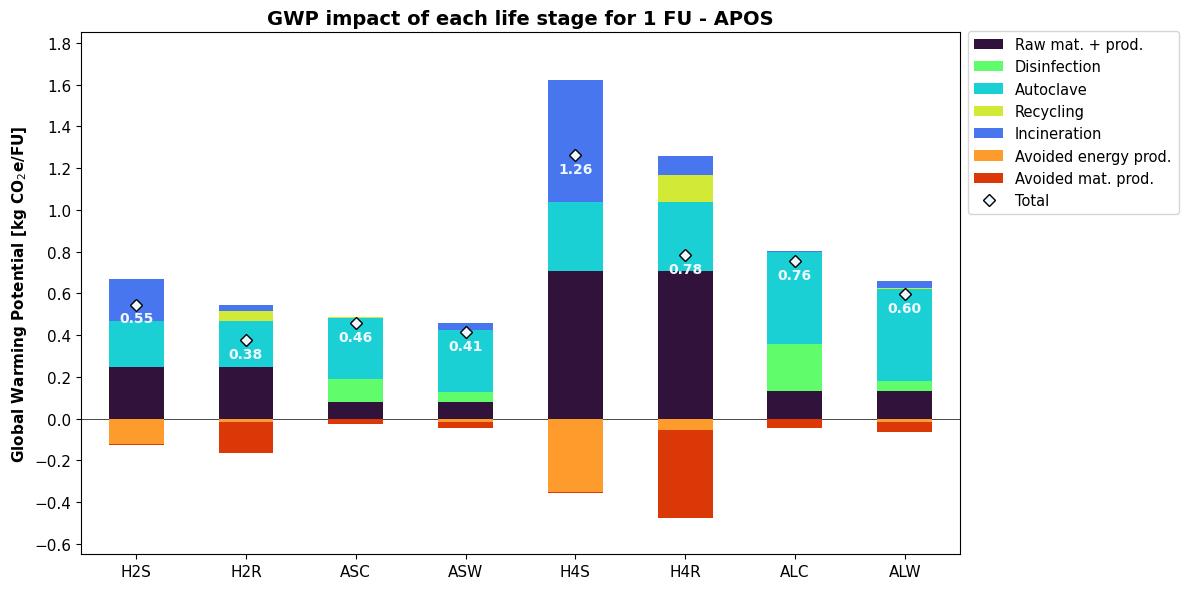 GWP impact of each life stage for 1 FU - APOS
Global Warming Potential [kg CO₂e/FU]
1.8
1.6
1.4
1.2
1.0
0.8
0.6
0.4
0.2
0.0
−0.2
−0.4
−0.6
0.55
0.38
0.46
0.41
1.26
0.78
0.76
0.60
H2S H2R ASC ASW H4S H4R ALC ALW
Raw mat. + prod.
Disinfection
Autoclave
Recycling
Incineration
Avoided energy prod.
Avoided mat. prod.
Total